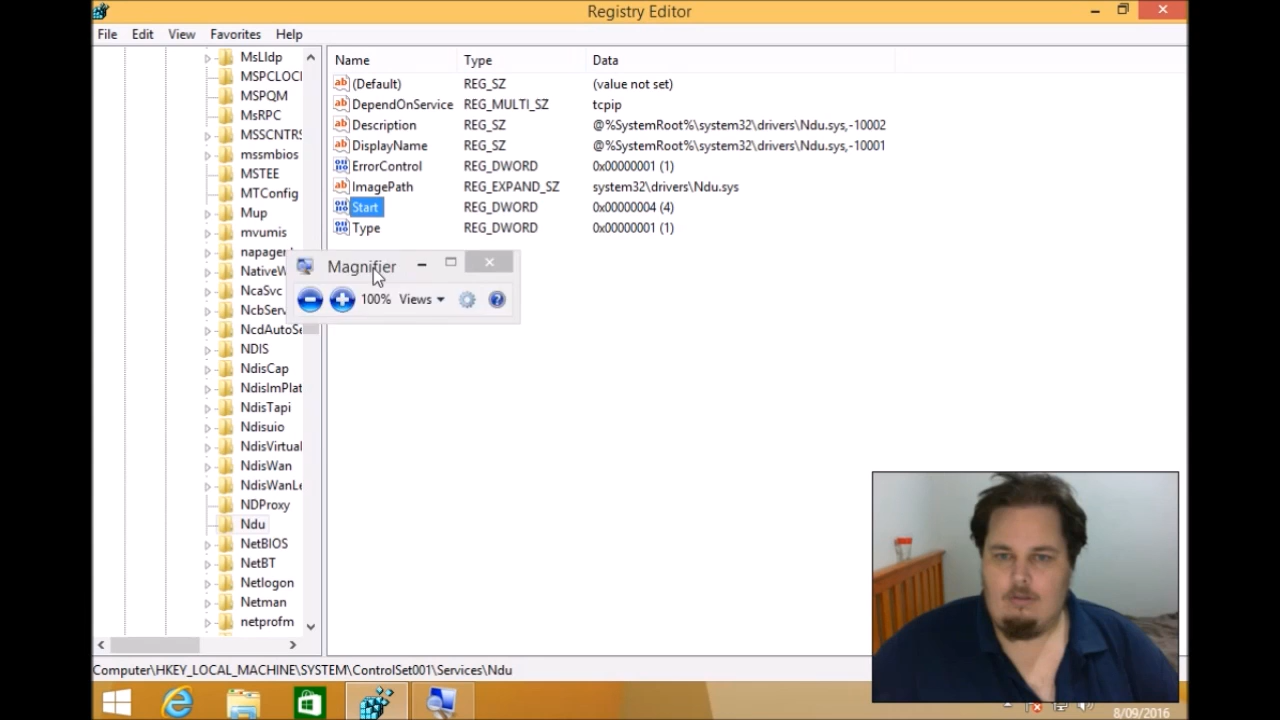 Registry Editor
File Edit View Favorites Help
MsLldp
MSPCLOCI
MSPQM
MsRPC
MSSCNTRS
mssmbios
MSTEE
MTConfig
Mup
mvumis
napagen
NativeW
NcaSvc
NcbServ
NcdAutoSe
NDIS
NdisCap
NdisImPlat
NdisTapi
Ndisuio
NdisVirtual
NdisWan
NdisWanLe
NDProxy
Ndu
NetBIOS
NetBT
Netlogon
Netman
netprofm
Name Type Data
(Default) REG_SZ (value not set)
DependOnService REG_MULTI_SZ tcpip
Description REG_SZ @%SystemRoot%\system32\drivers\Ndu.sys,-10002
DisplayName REG_SZ @%SystemRoot%\system32\drivers\Ndu.sys,-10001
ErrorControl REG_DWORD 0x00000001 (1)
ImagePath REG_EXPAND_SZ system32\drivers\Ndu.sys
Start REG_DWORD 0x00000004 (4)
Type REG_DWORD 0x00000001 (1)
Magnifier
100% Views
Computer\HKEY_LOCAL_MACHINE\SYSTEM\ControlSet001\Services\Ndu
8/09/2016